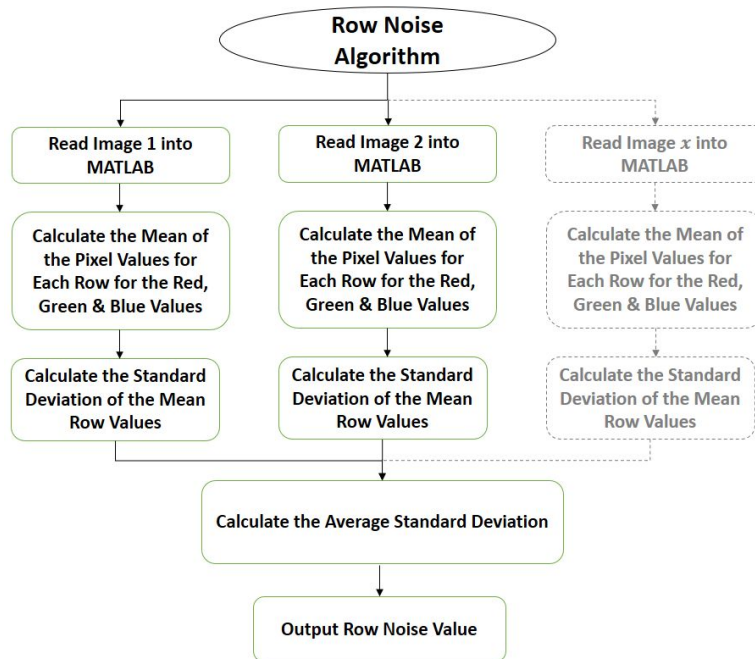 Row Noise
Algorithm
Read Image 1 into
MATLAB
Read Image 2 into
MATLAB
Read Image x into
MATLAB
Calculate the Mean of
the Pixel Values for
Each Row for the Red,
Green & Blue Values
Calculate the Mean of
the Pixel Values for
Each Row for the Red,
Green & Blue Values
Calculate the Mean of
the Pixel Values for
Each Row for the Red,
Green & Blue Values
Calculate the Standard
Deviation of the Mean
Row Values
Calculate the Standard
Deviation of the Mean
Row Values
Calculate the Standard
Deviation of the Mean
Row Values
Calculate the Average Standard Deviation
Output Row Noise Value